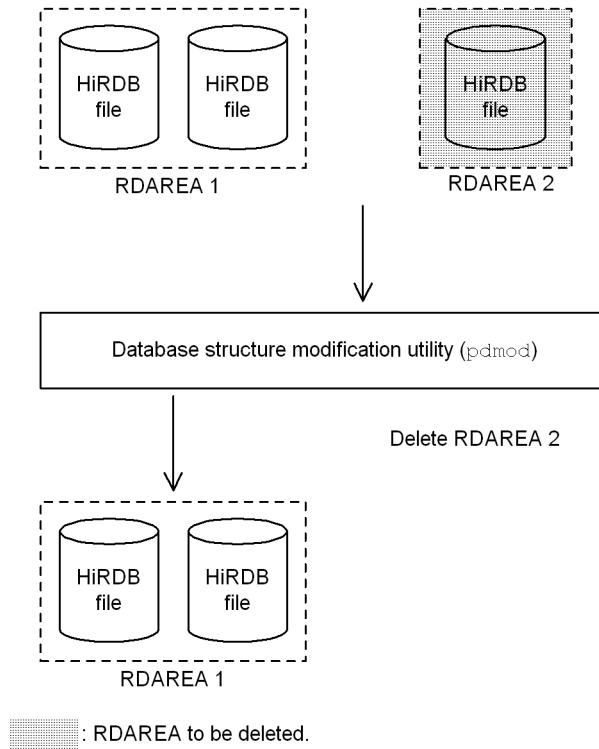 HiRDB
file
HiRDB
file
HiRDB
file
RDAREA 1
RDAREA 2
Database structure modification utility (pdmod)
Delete RDAREA 2
HiRDB
file
HiRDB
file
RDAREA 1
: RDAREA to be deleted.